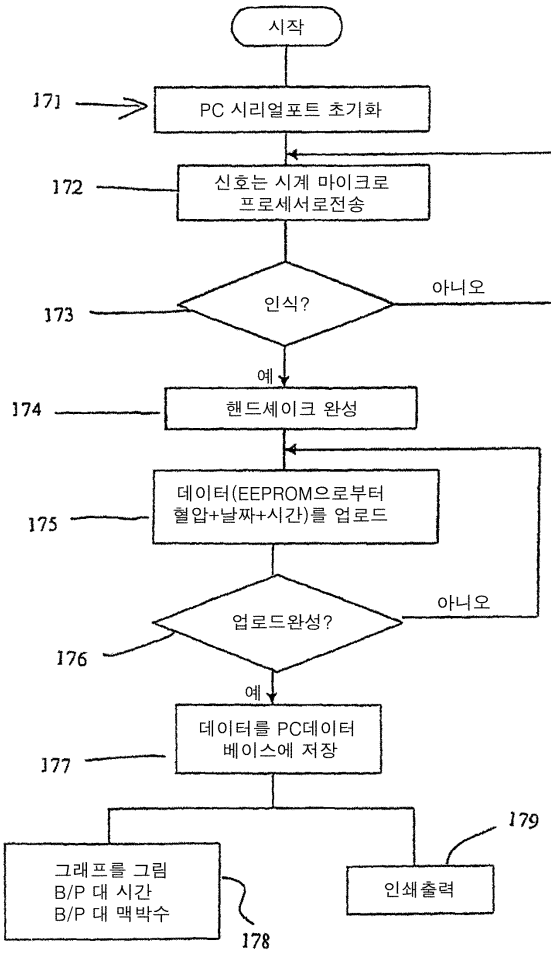 시작
171
PC 시리얼포트 초기화
172
신호는 시계 마이크로
프로세서로전송
173
인식?
아니오
예
174
핸드셰이크 완성
175
데이터(EEPROM으로부터
혈압+날짜+시간)를 업로드
176
업로드완성?
아니오
예
177
데이터를 PC데이터
베이스에 저장
그래프를 그림
B/P 대 시간
B/P 대 맥박수
178
179
인쇄출력